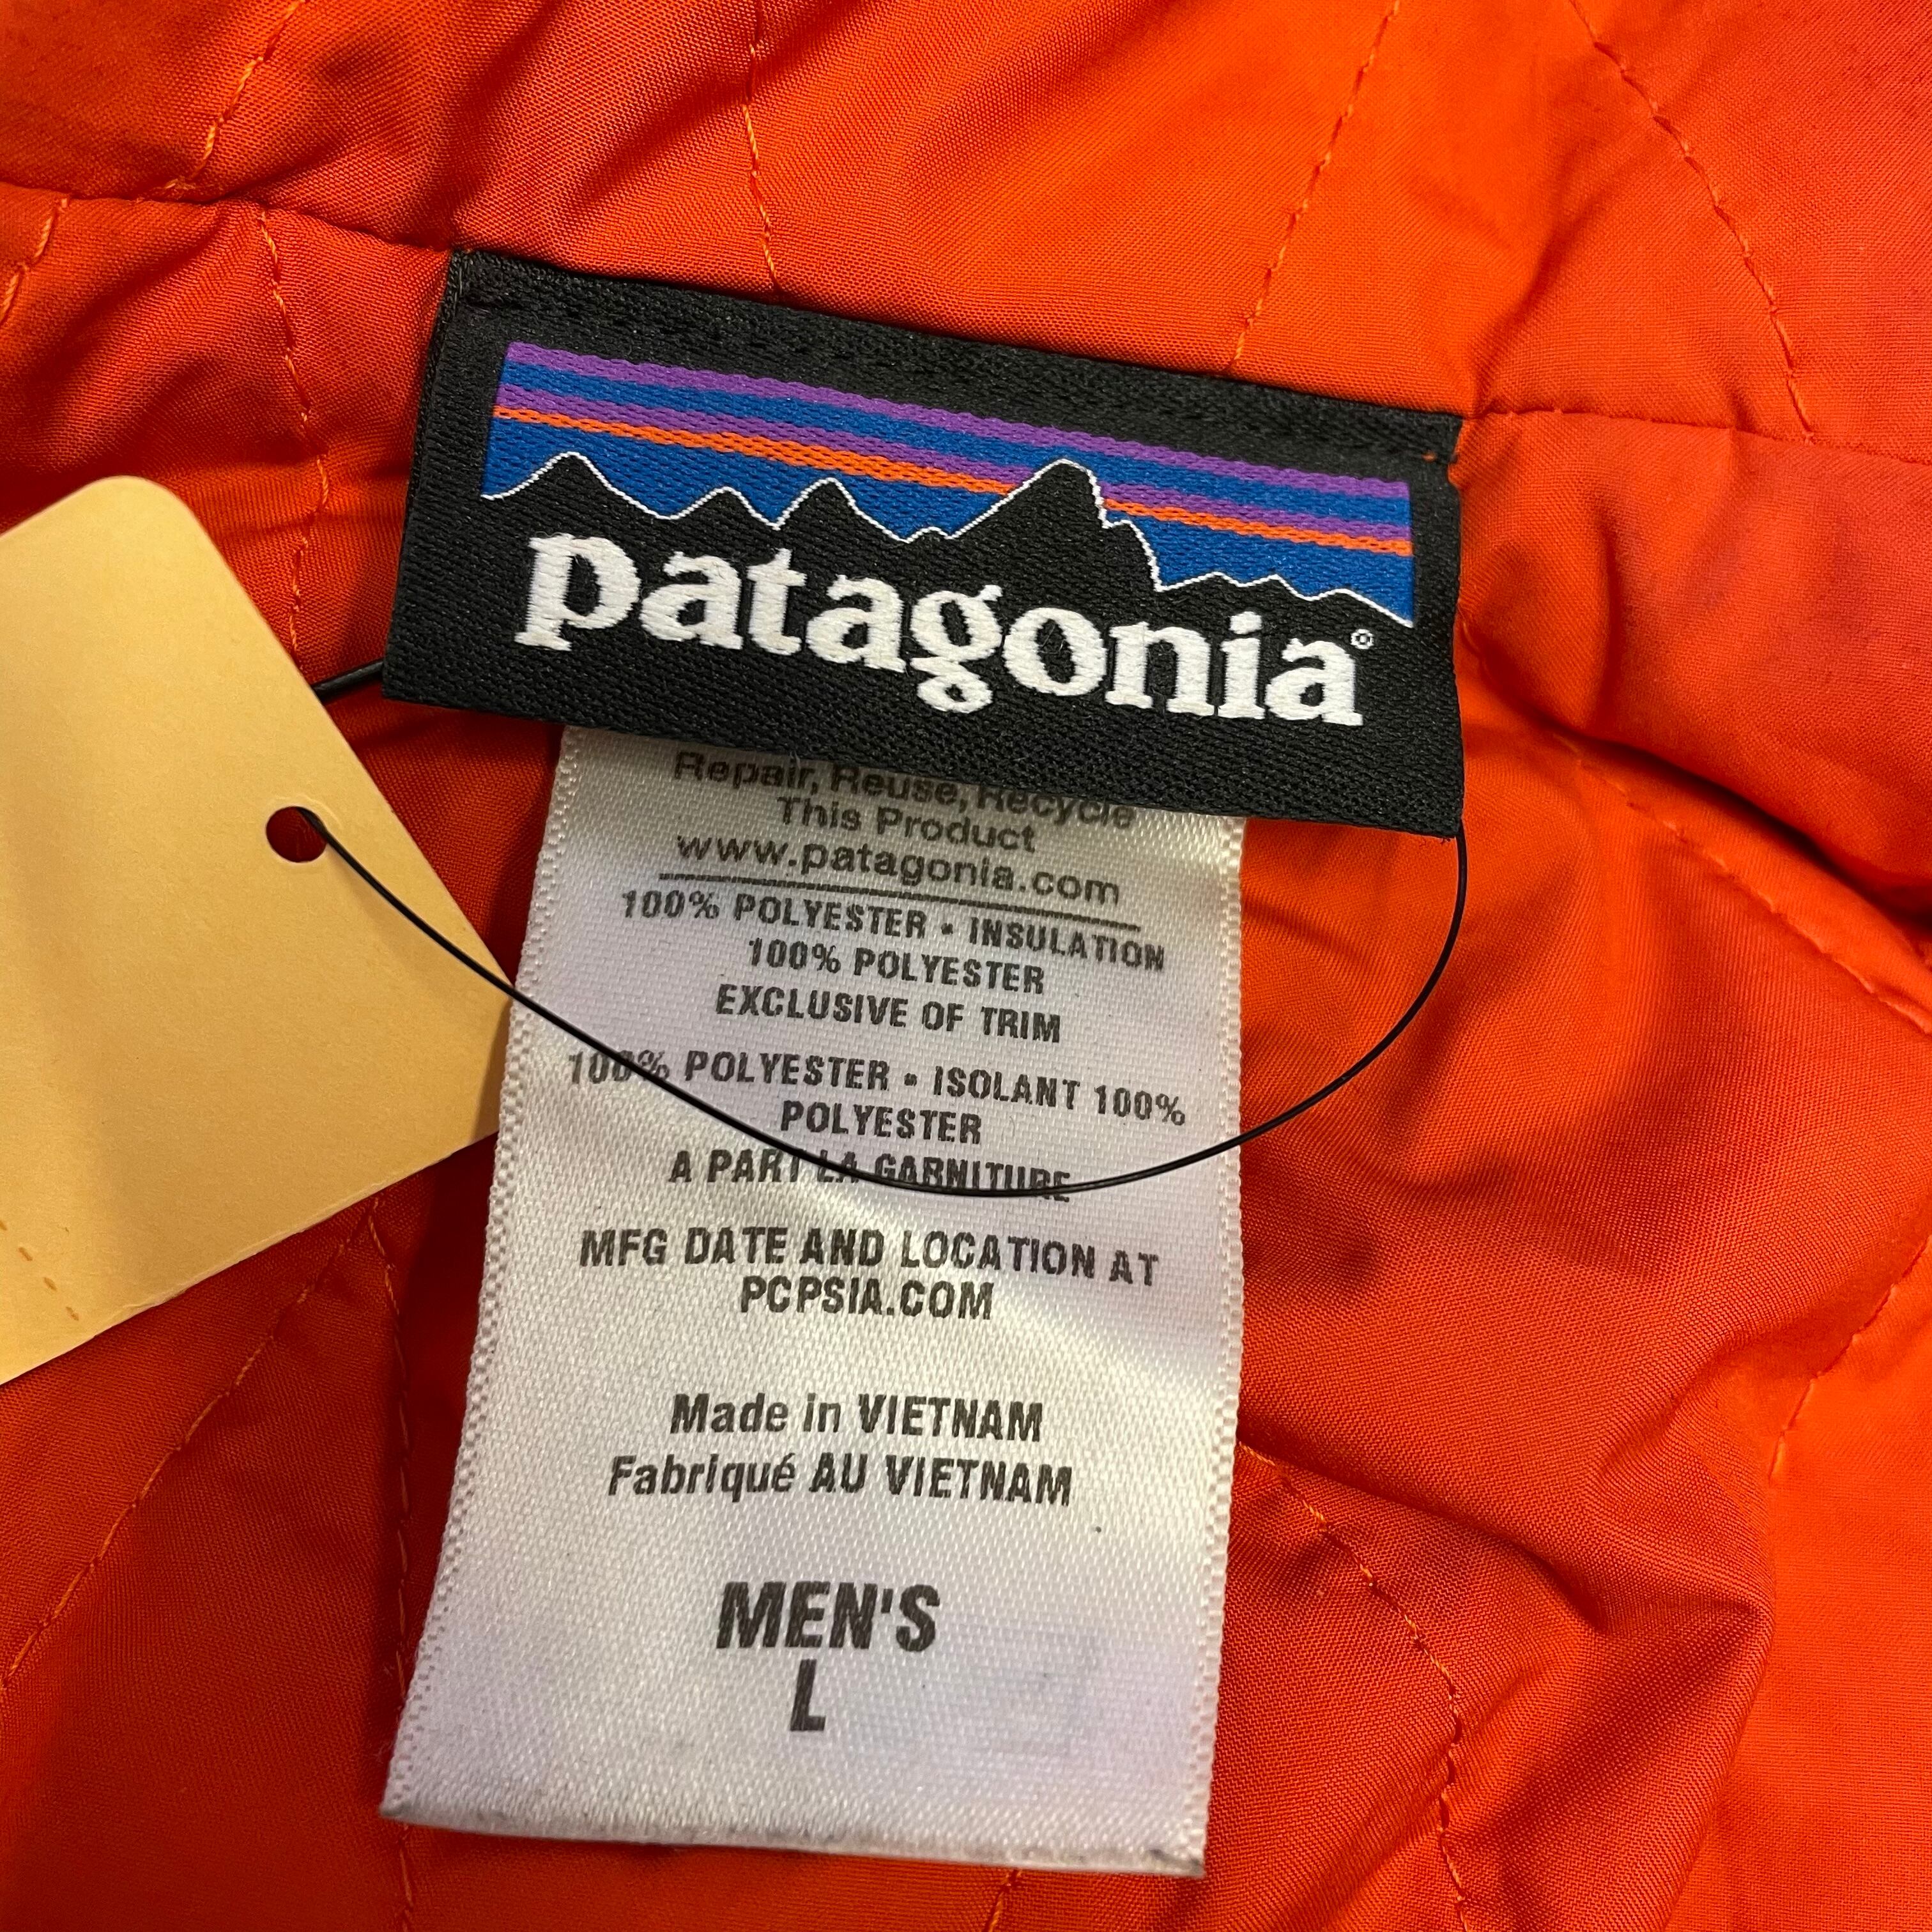 patagonia®
Repair, Reuse, Recycle
This Product
www.patagonia.com
100% POLYESTER • INSULATION
100% POLYESTER
EXCLUSIVE OF TRIM
100% POLYESTER • ISOLANT 100%
POLYESTER
A PART LA GARNITURE
MFG DATE AND LOCATION AT
PCPSIA.COM
Made in VIETNAM
Fabriqué AU VIETNAM
MEN'S
L